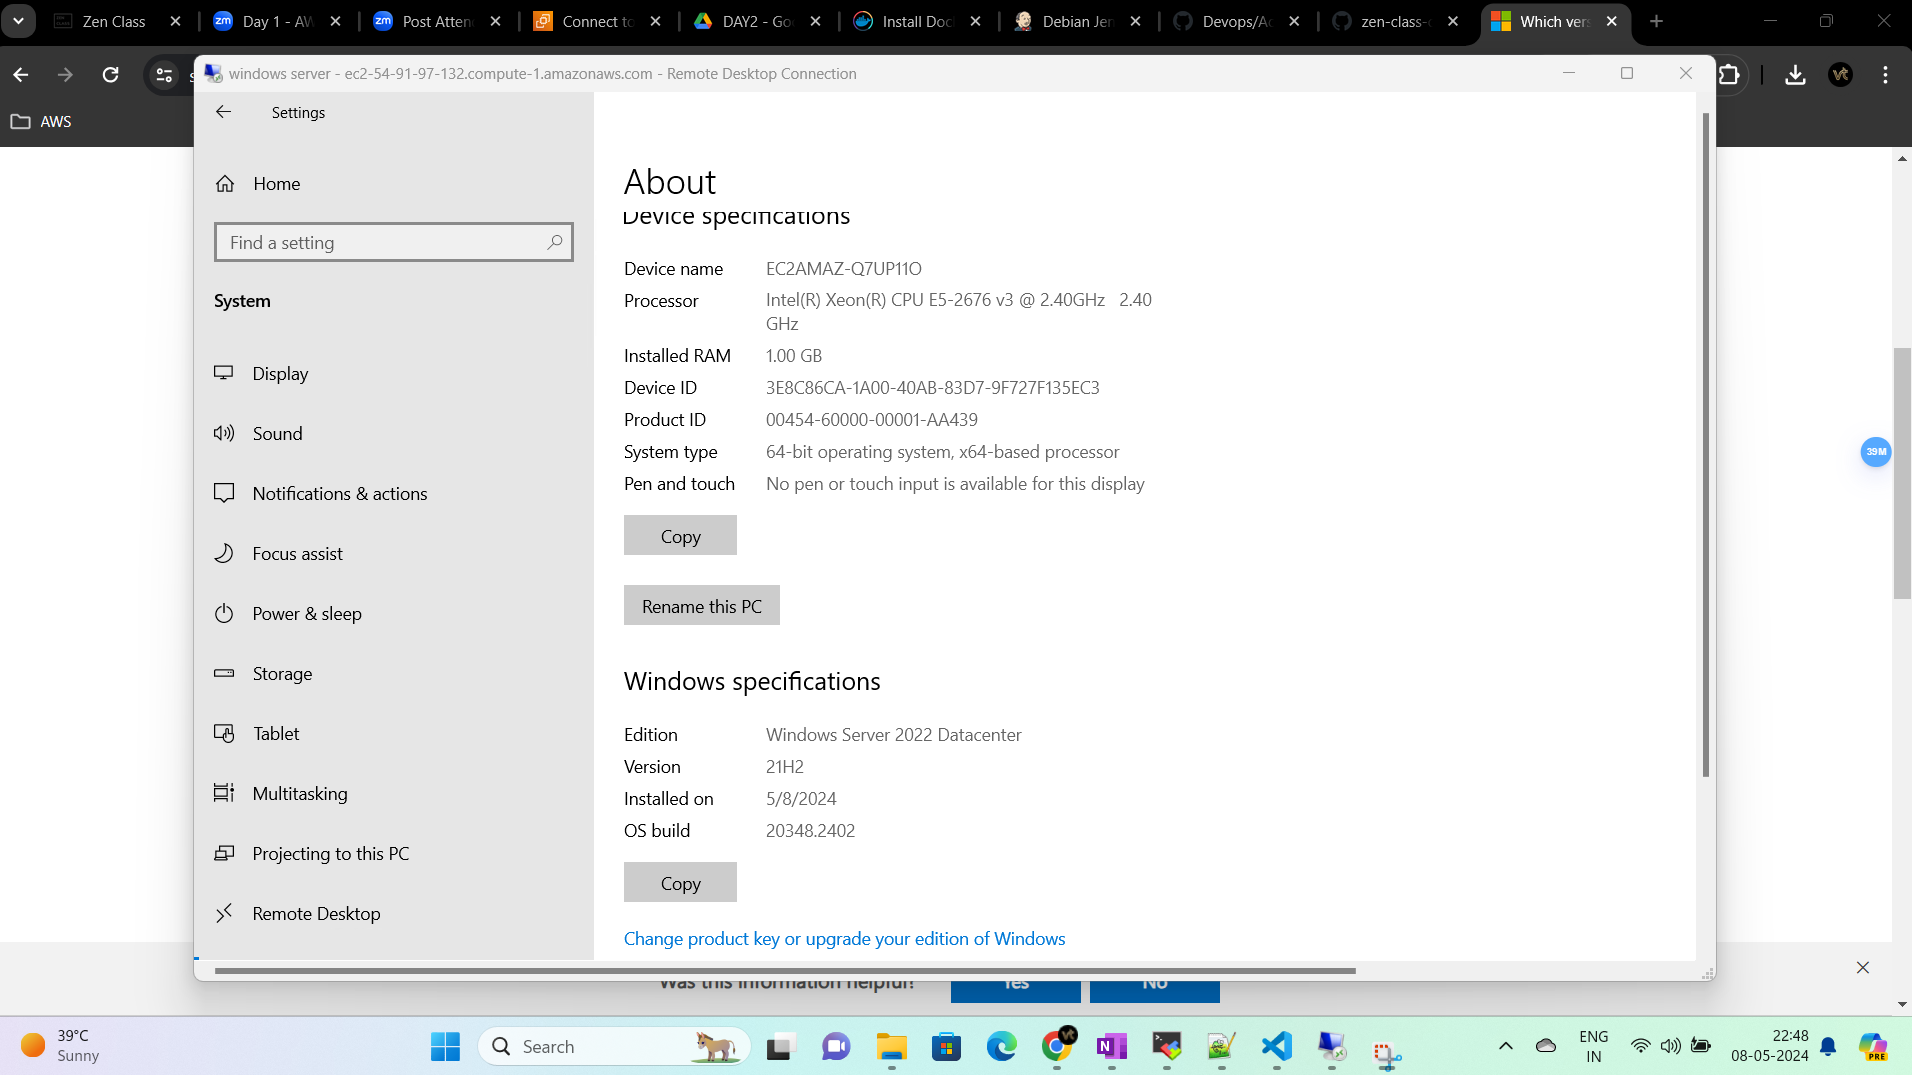 Zen Class
Day 1 - AW
Post Atten
Connect to
DAY2 - Goo
Install Doc
Debian Jen
Devops/Ac
zen-class-
Which vers
AWS
windows server - ec2-54-91-97-132.compute-1.amazonaws.com - Remote Desktop Connection
Settings
Home
Find a setting
System
Display
Sound
Notifications & actions
Focus assist
Power & sleep
Storage
Tablet
Multitasking
Projecting to this PC
Remote Desktop
About
Device specifications
Device name EC2AMAZ-Q7UP11O
Processor Intel(R) Xeon(R) CPU E5-2676 v3 @ 2.40GHz 2.40
GHz
Installed RAM 1.00 GB
Device ID 3E8C86CA-1A00-40AB-83D7-9F727F135EC3
Product ID 00454-60000-00001-AA439
System type 64-bit operating system, x64-based processor
Pen and touch No pen or touch input is available for this display
Copy
Rename this PC
Windows specifications
Edition Windows Server 2022 Datacenter
Version 21H2
Installed on 5/8/2024
OS build 20348.2402
Copy
Change product key or upgrade your edition of Windows
39M
Was this information helpful?
Yes
No
39°C
Sunny
Search
ENG
IN
22:48
08-05-2024
PRE